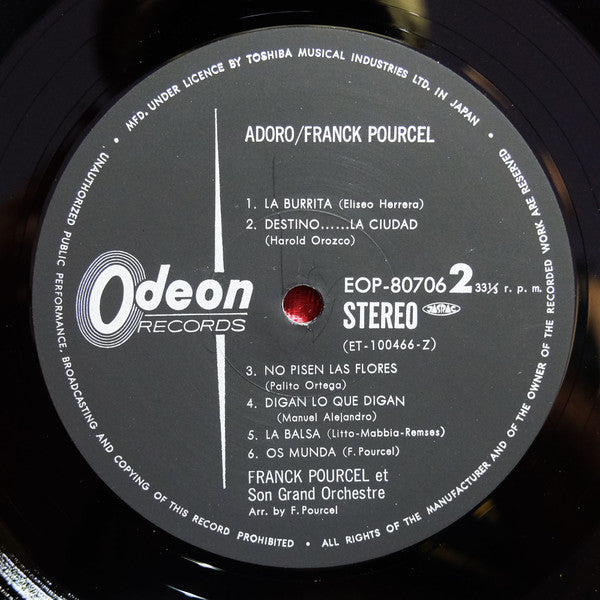 • MFD. UNDER LICENCE BY TOSHIBA MUSICAL INDUSTRIES LTD. IN JAPAN •
ADORO/FRANCK POURCEL
1. LA BURRITA (Eliseo Herrera)
2. DESTINO......LA CIUDAD
(Harold Orozco)
Odeon
RECORDS
EOP-80706 2 33⅓ r. p. m.
STEREO JASRAC
(ET-100466-Z)
3. NO PISEN LAS FLORES
(Palito Ortega)
4. DIGAN LO QUE DIGAN
(Manuel Alejandro)
5. LA BALSA (Litto-Mabbia-Remses)
6. OS MUNDA (F. Pourcel)
FRANCK POURCEL et
Son Grand Orchestre
Arr. by F. Pourcel
UNAUTHORIZED PUBLIC PERFORMANCE, BROADCASTING AND COPYING OF THIS RECORD PROHIBITED • ALL RIGHTS OF THE MANUFACTURER AND OF THE OWNER OF THE RECORDED WORK ARE RESERVED